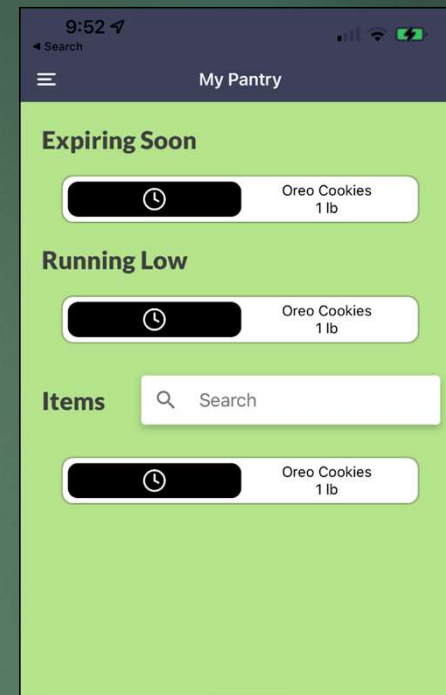 9:52
◀ Search
My Pantry
Expiring Soon
Oreo Cookies
1 lb
Running Low
Oreo Cookies
1 lb
Items
Search
Oreo Cookies
1 lb